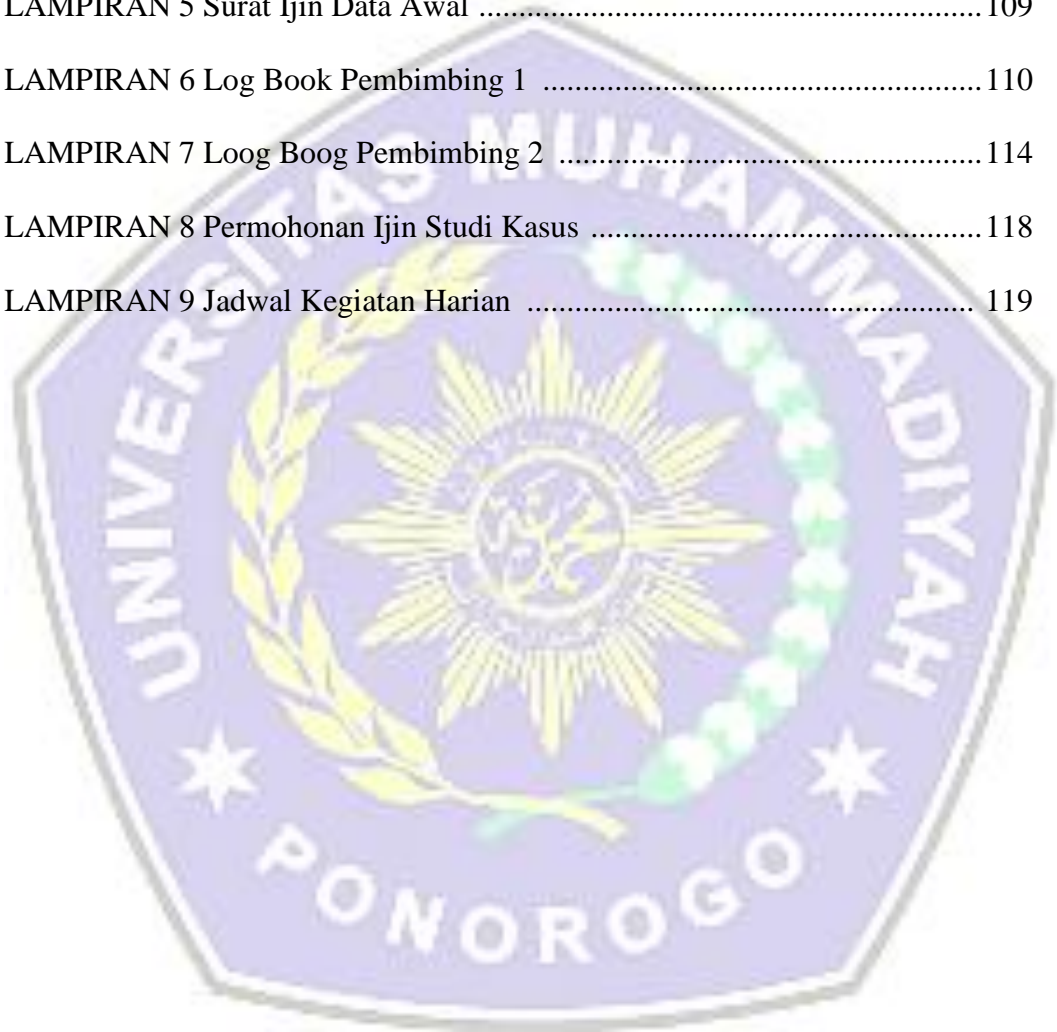 LAMPIRAN 5 Surat Ijin Data Awal ................................................................109
LAMPIRAN 6 Log Book Pembimbing 1 ........................................................110
LAMPIRAN 7 Loog Boog Pembimbing 2 ......................................................114
LAMPIRAN 8 Permohonan Ijin Studi Kasus ..................................................118
LAMPIRAN 9 Jadwal Kegiatan Harian ......................................................... 119
UNIVERSITAS MUHAMMADIYAH
PONOROGO